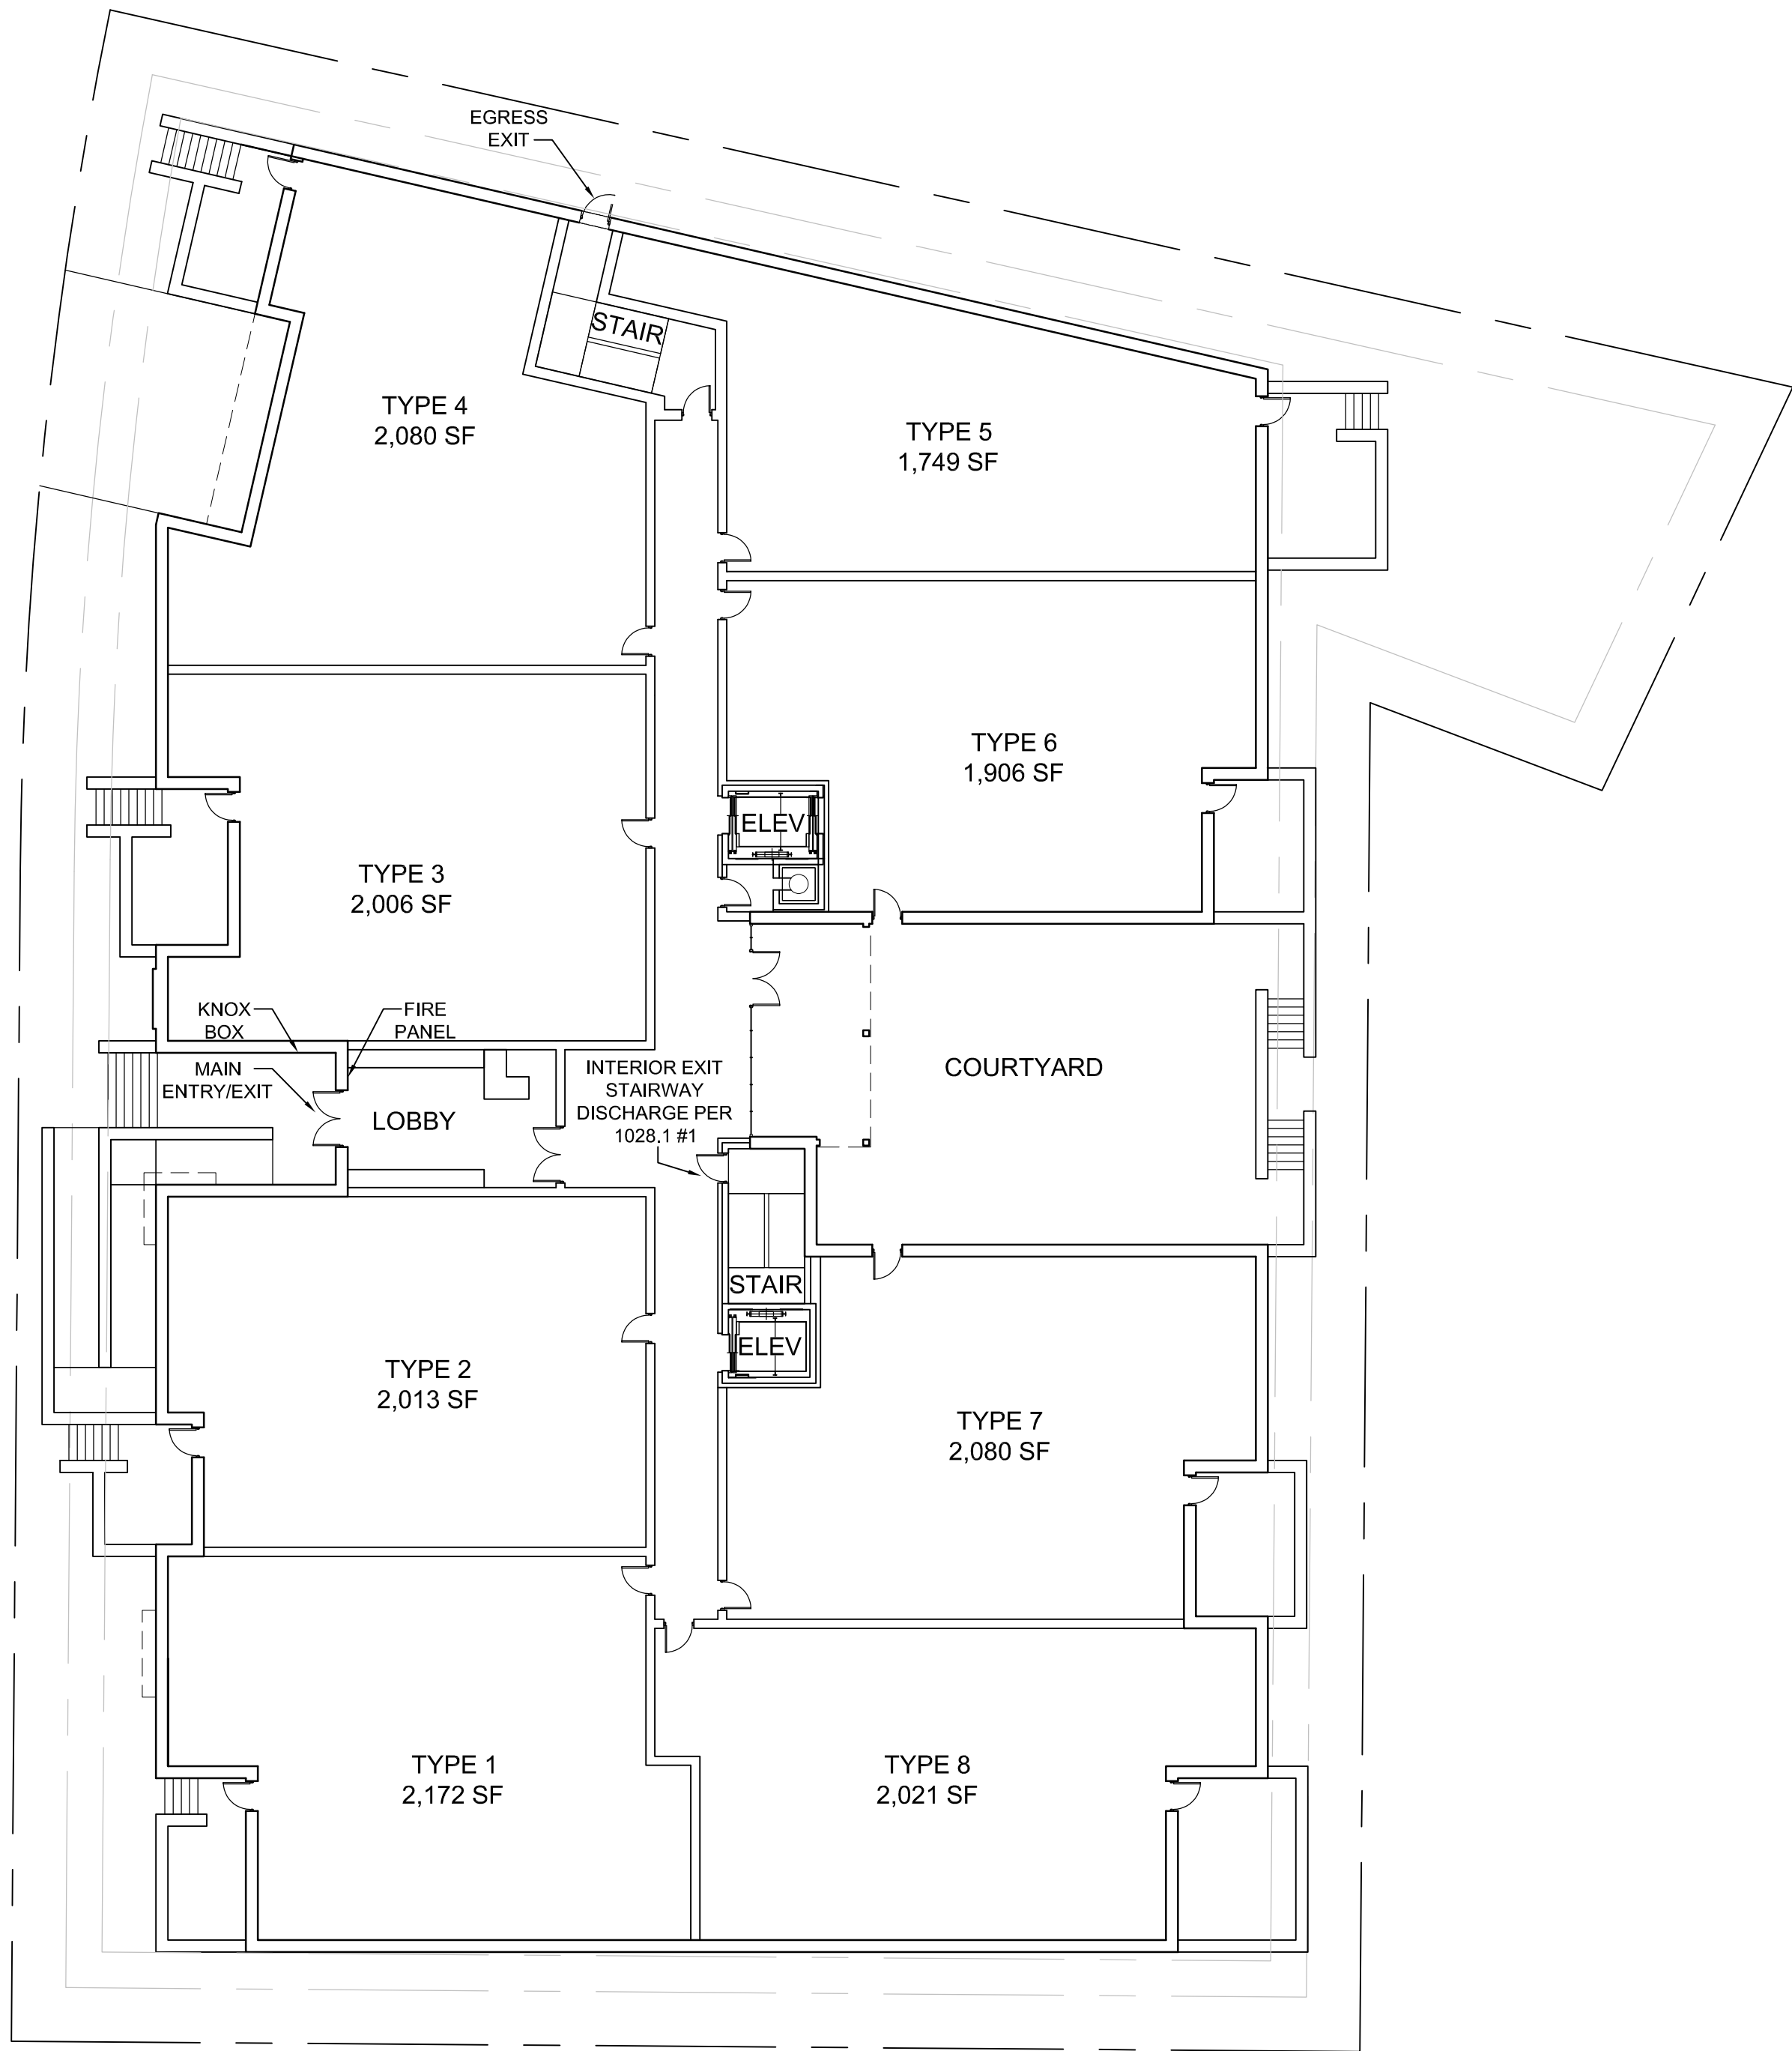 EGRESS
EXIT
STAIR
TYPE 4
2,080 SF
TYPE 5
1,749 SF
TYPE 6
1,906 SF
ELEV
TYPE 3
2,006 SF
KNOX
BOX
FIRE
PANEL
MAIN
ENTRY/EXIT
LOBBY
INTERIOR EXIT
STAIRWAY
DISCHARGE PER
1028.1 #1
COURTYARD
STAIR
ELEV
TYPE 2
2,013 SF
TYPE 7
2,080 SF
TYPE 1
2,172 SF
TYPE 8
2,021 SF